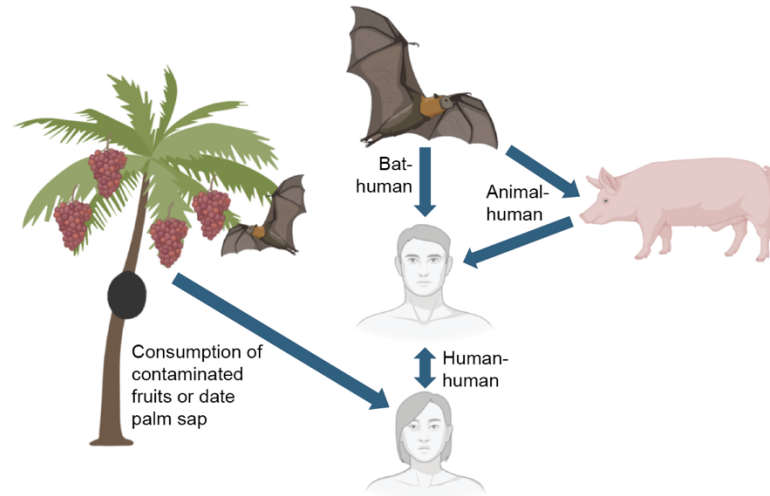 Bat-
human
Animal-
human
Consumption of
contaminated
fruits or date
palm sap
Human-
human